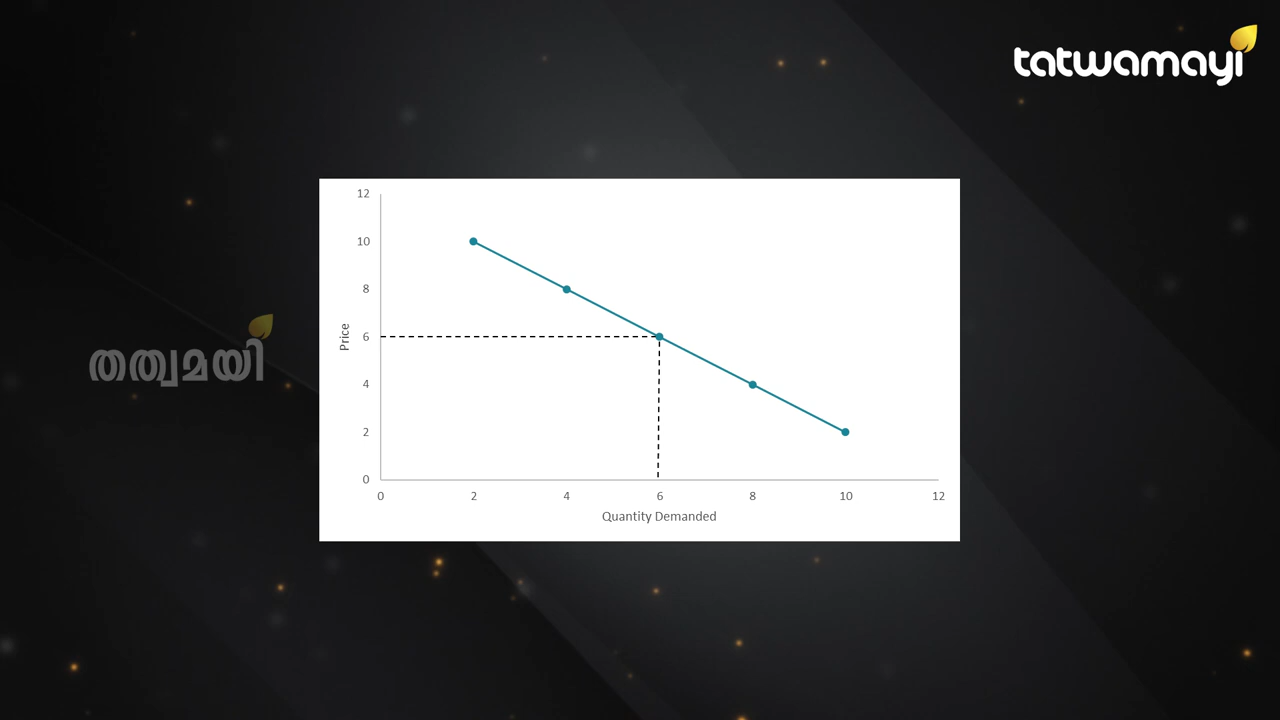 tatwamayi
12
10
8
6
4
2
0
Price
0 2 4 6 8 10 12
Quantity Demanded
തത്വമയി